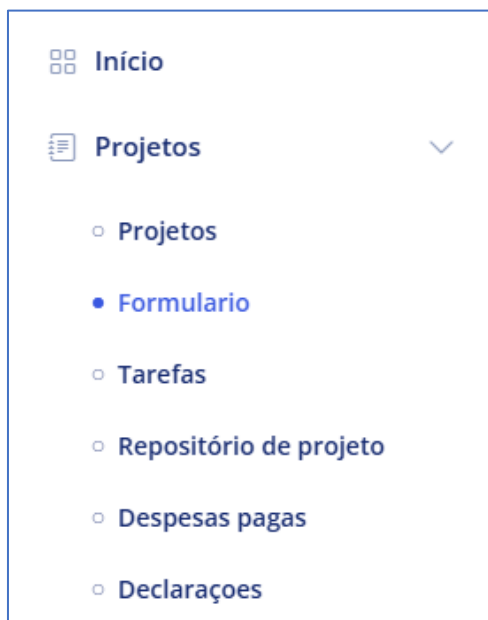 Início
Projetos
Projetos
Formulario
Tarefas
Repositório de projeto
Despesas pagas
Declaraçoes